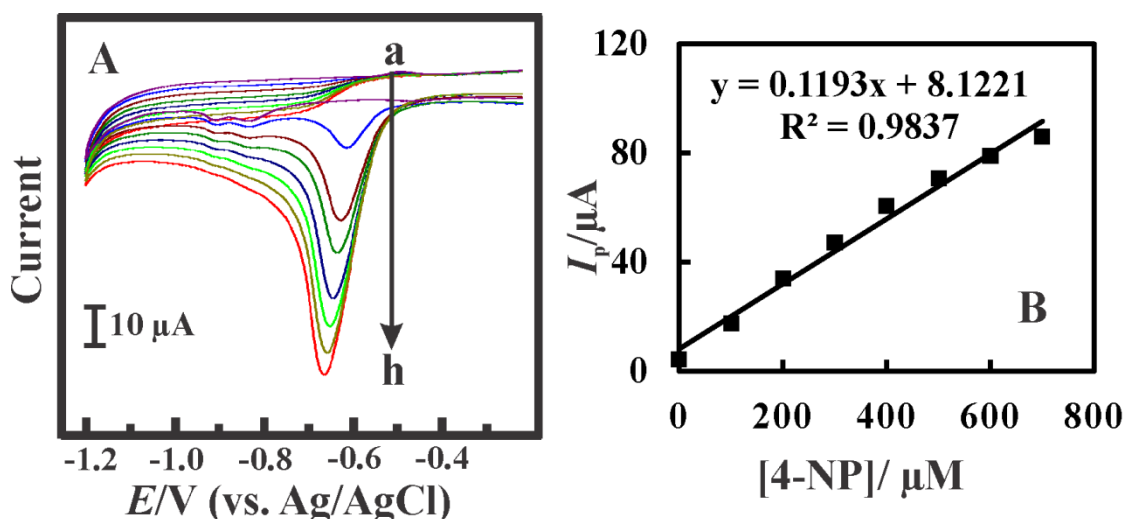 A
a
h
Current
10 µA
-1.2 -1.0 -0.8 -0.6 -0.4
E/V (vs. Ag/AgCl)
120
80
40
0
y = 0.1193x + 8.1221
R² = 0.9837
Ip/µA
B
0 200 400 600 800
[4-NP]/ µM